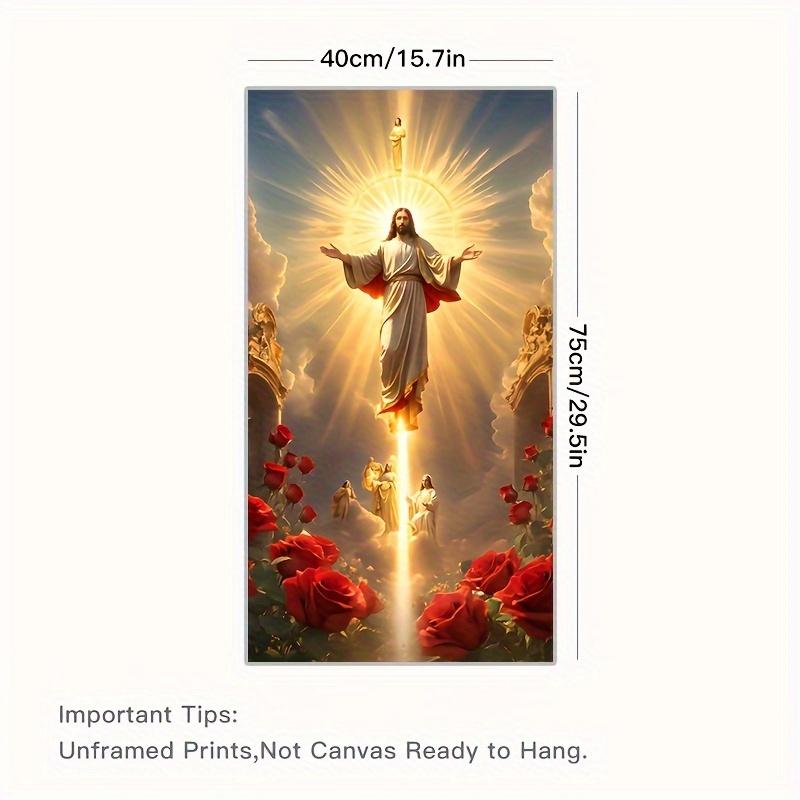 40cm/15.7in
75cm/29.5in
Important Tips:
Unframed Prints,Not Canvas Ready to Hang.